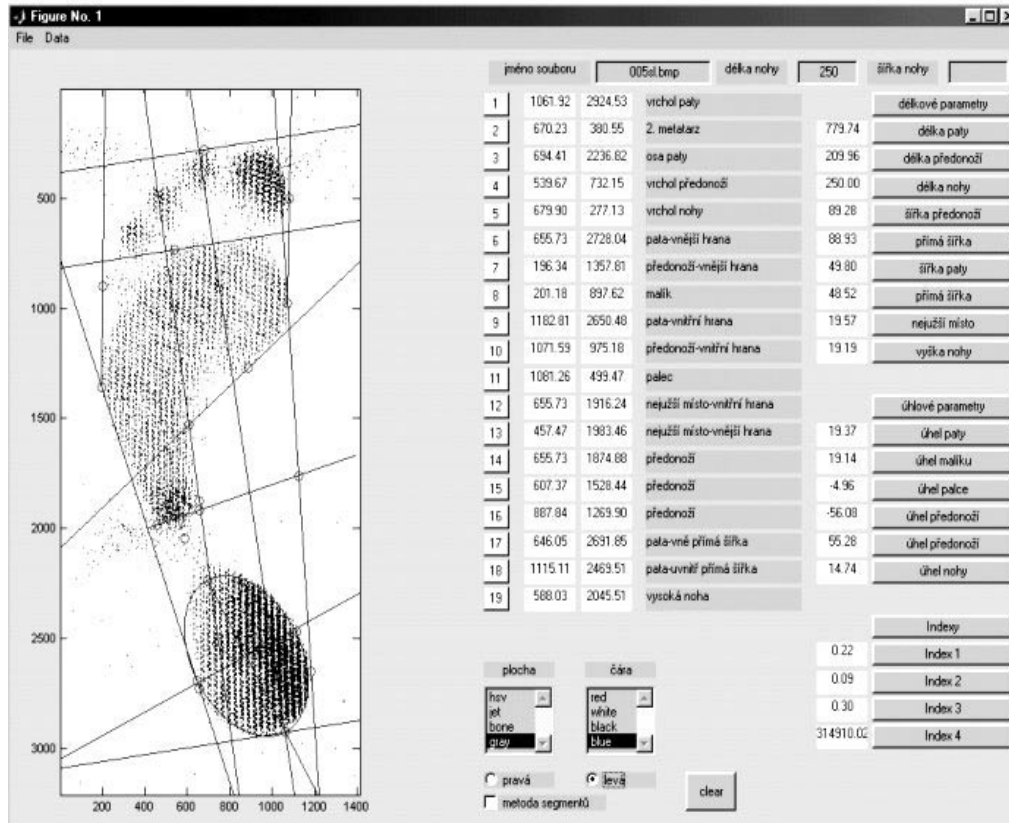 Figure No. 1
File Data
jméno souboru 005sl.bmp délka nohy 250 šířka nohy
1 1061.92 2924.53 vrchol paty délkové parametry
2 670.23 380.55 2. metatarz 779.74 délka paty
3 694.41 2236.82 osa paty 209.96 délka předonoží
4 539.67 732.15 vrchol předonoží 250.00 délka nohy
5 679.90 277.13 vrchol nohy 89.28 šířka předonoží
6 655.73 2728.04 pata-vnější hrana 88.93 přímá šířka
7 196.34 1357.81 předonoží-vnější hrana 49.80 šířka paty
8 201.18 897.62 malík 48.52 přímá šířka
9 1182.81 2650.48 pata-vnitřní hrana 19.57 nejužší místo
10 1071.59 975.18 předonoží-vnitřní hrana 19.19 vyška nohy
11 1081.26 499.47 palec
12 655.73 1916.24 nejužší místo-vnitřní hrana úhlové parametry
13 457.47 1983.46 nejužší místo-vnější hrana 19.37 úhel paty
14 655.73 1874.88 předonoží 19.14 úhel malíku
15 607.37 1528.44 předonoží -4.96 úhel palce
16 887.84 1269.90 předonoží -56.08 úhel předonoží
17 646.05 2691.85 pata-vně přímá šířka 55.28 úhel předonoží
18 1115.11 2469.51 pata-uvnitř přímá šířka 14.74 úhel nohy
19 588.03 2045.51 vysoká noha
Indexy
0.22 Index 1
0.09 Index 2
0.30 Index 3
314910.02 Index 4
plocha čára
hsv red
jet white
bone black
gray blue
pravá levá
metoda segmentů
clear
500
1000
1500
2000
2500
3000
200 400 600 800 1000 1200 1400